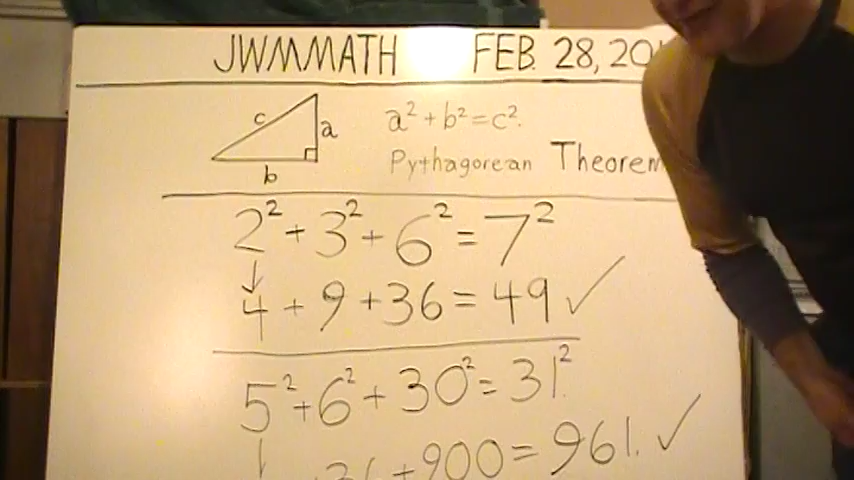 JWMMATH FEB. 28, 20
c a a² + b² = c².
b Pythagorean Theorem
2² + 3² + 6² = 7²
4 + 9 + 36 = 49 ✓
5² + 6² + 30² = 31².
36 + 900 = 961. ✓